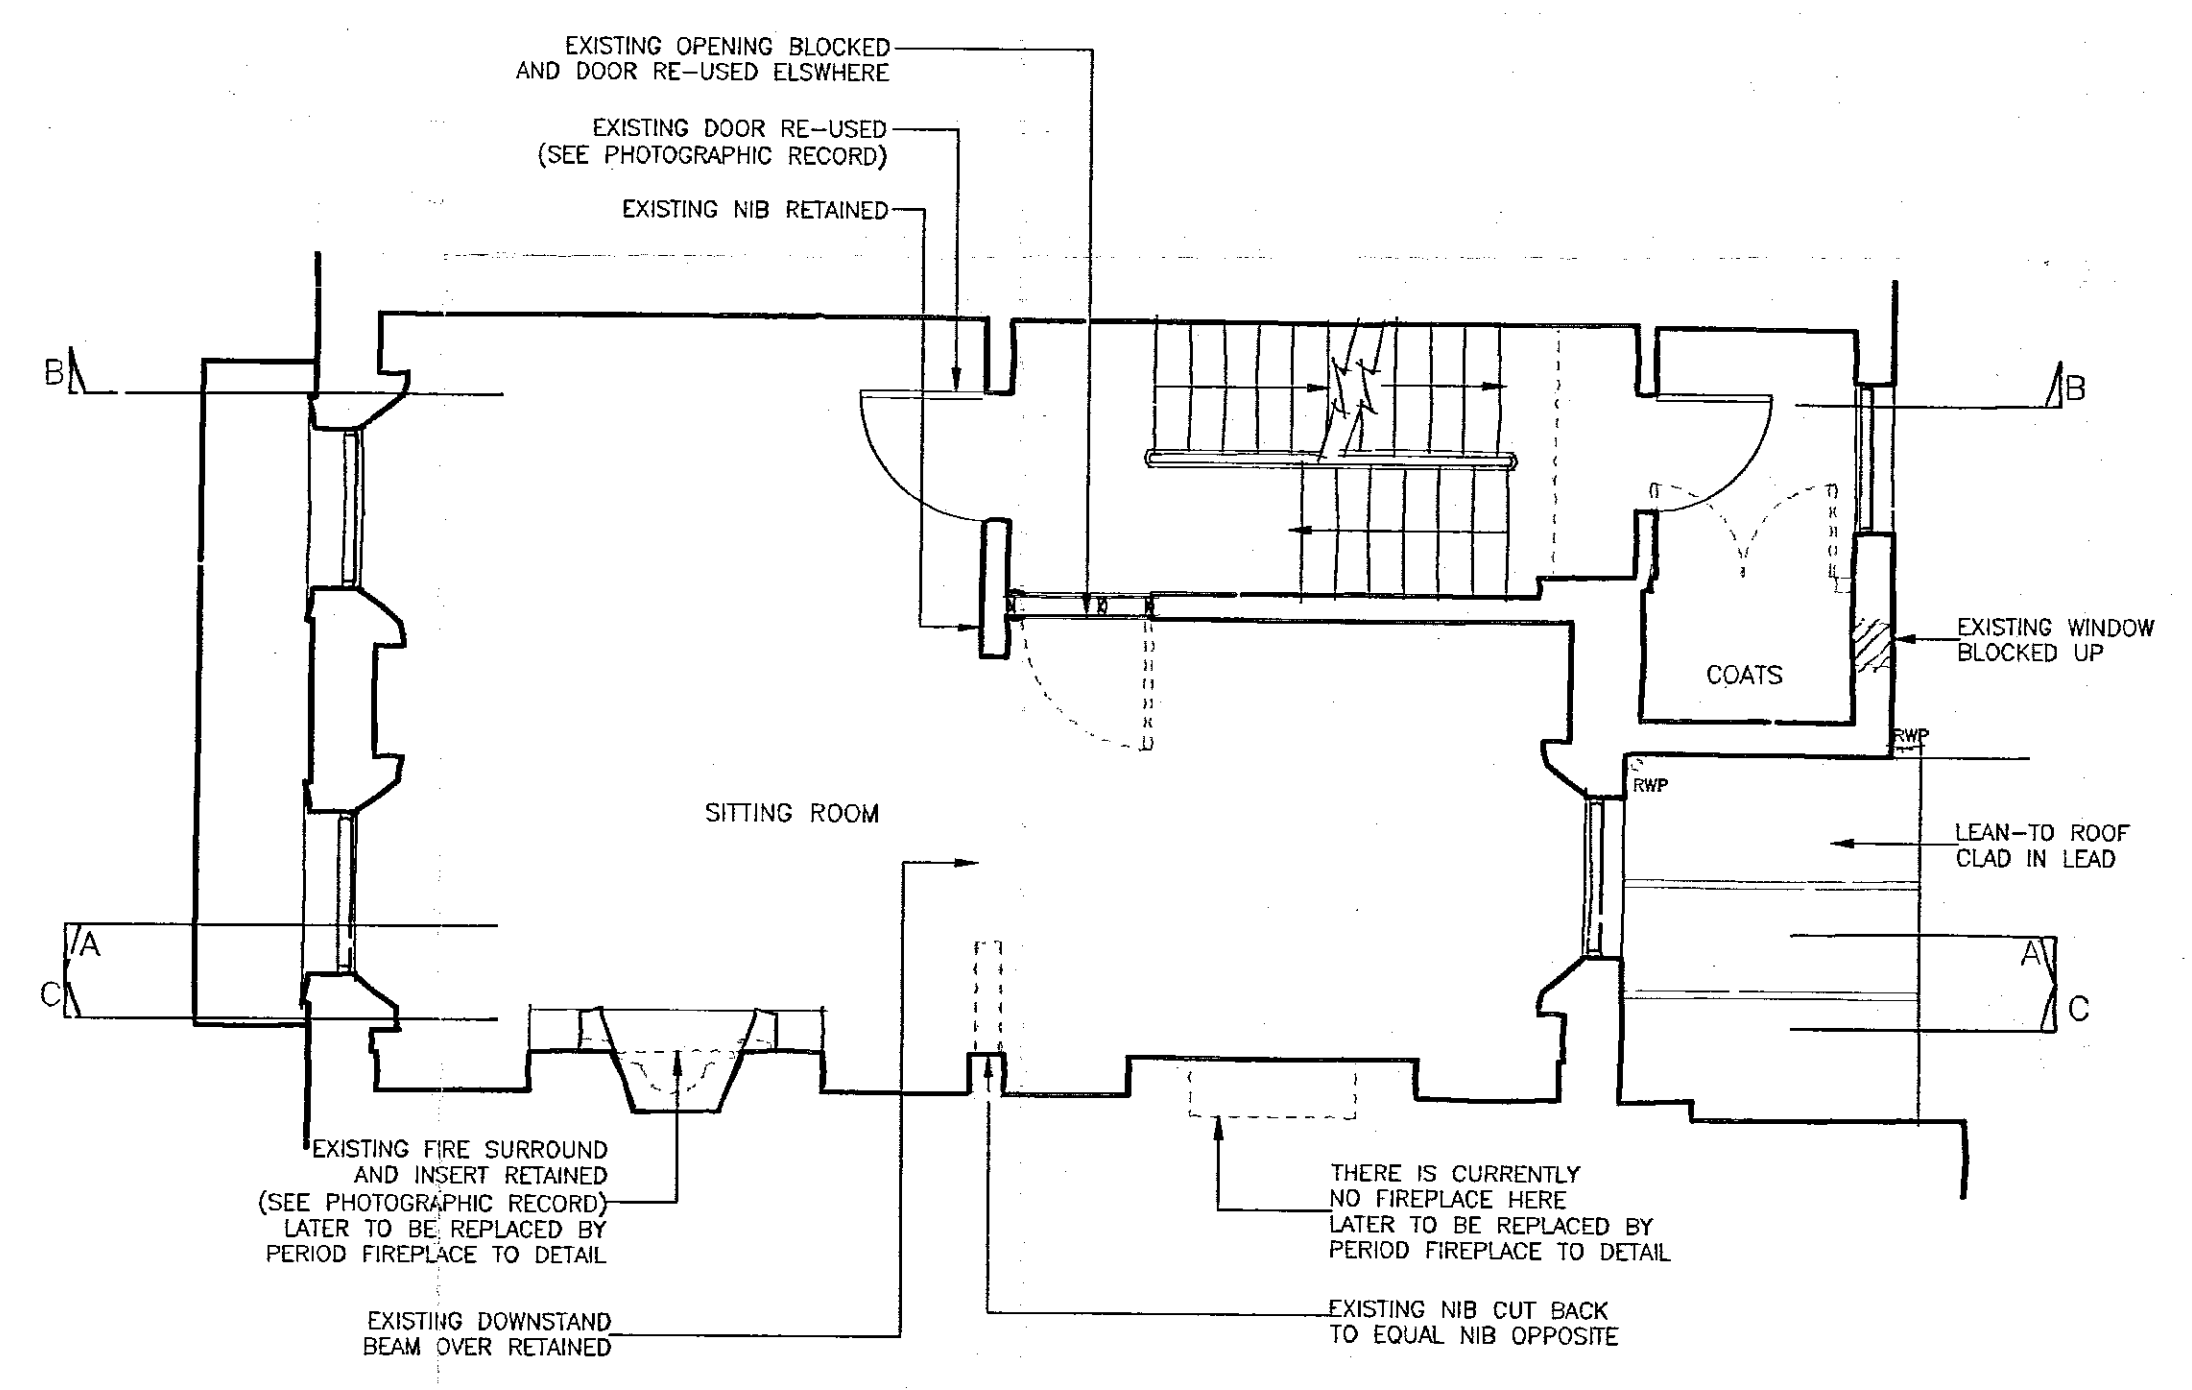 EXISTING OPENING BLOCKED
AND DOOR RE-USED ELSWHERE
EXISTING DOOR RE-USED
(SEE PHOTOGRAPHIC RECORD)
EXISTING NIB RETAINED
B
B
EXISTING WINDOW
BLOCKED UP
COATS
RWP
RWP
SITTING ROOM
LEAN-TO ROOF
CLAD IN LEAD
A
C
A
C
EXISTING FIRE SURROUND
AND INSERT RETAINED
(SEE PHOTOGRAPHIC RECORD)
LATER TO BE REPLACED BY
PERIOD FIREPLACE TO DETAIL
THERE IS CURRENTLY
NO FIREPLACE HERE
LATER TO BE REPLACED BY
PERIOD FIREPLACE TO DETAIL
EXISTING DOWNSTAND
BEAM OVER RETAINED
EXISTING NIB CUT BACK
TO EQUAL NIB OPPOSITE